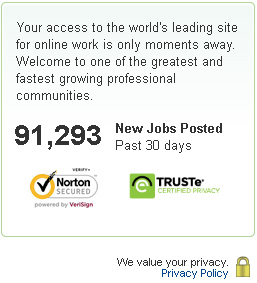 Your access to the world's leading site
for online work is only moments away.
Welcome to one of the greatest and
fastest growing professional
communities.
91,293 New Jobs Posted
Past 30 days
VERIFY▸
Norton
SECURED
powered by VeriSign
TRUSTe
CERTIFIED PRIVACY
We value your privacy.
Privacy Policy